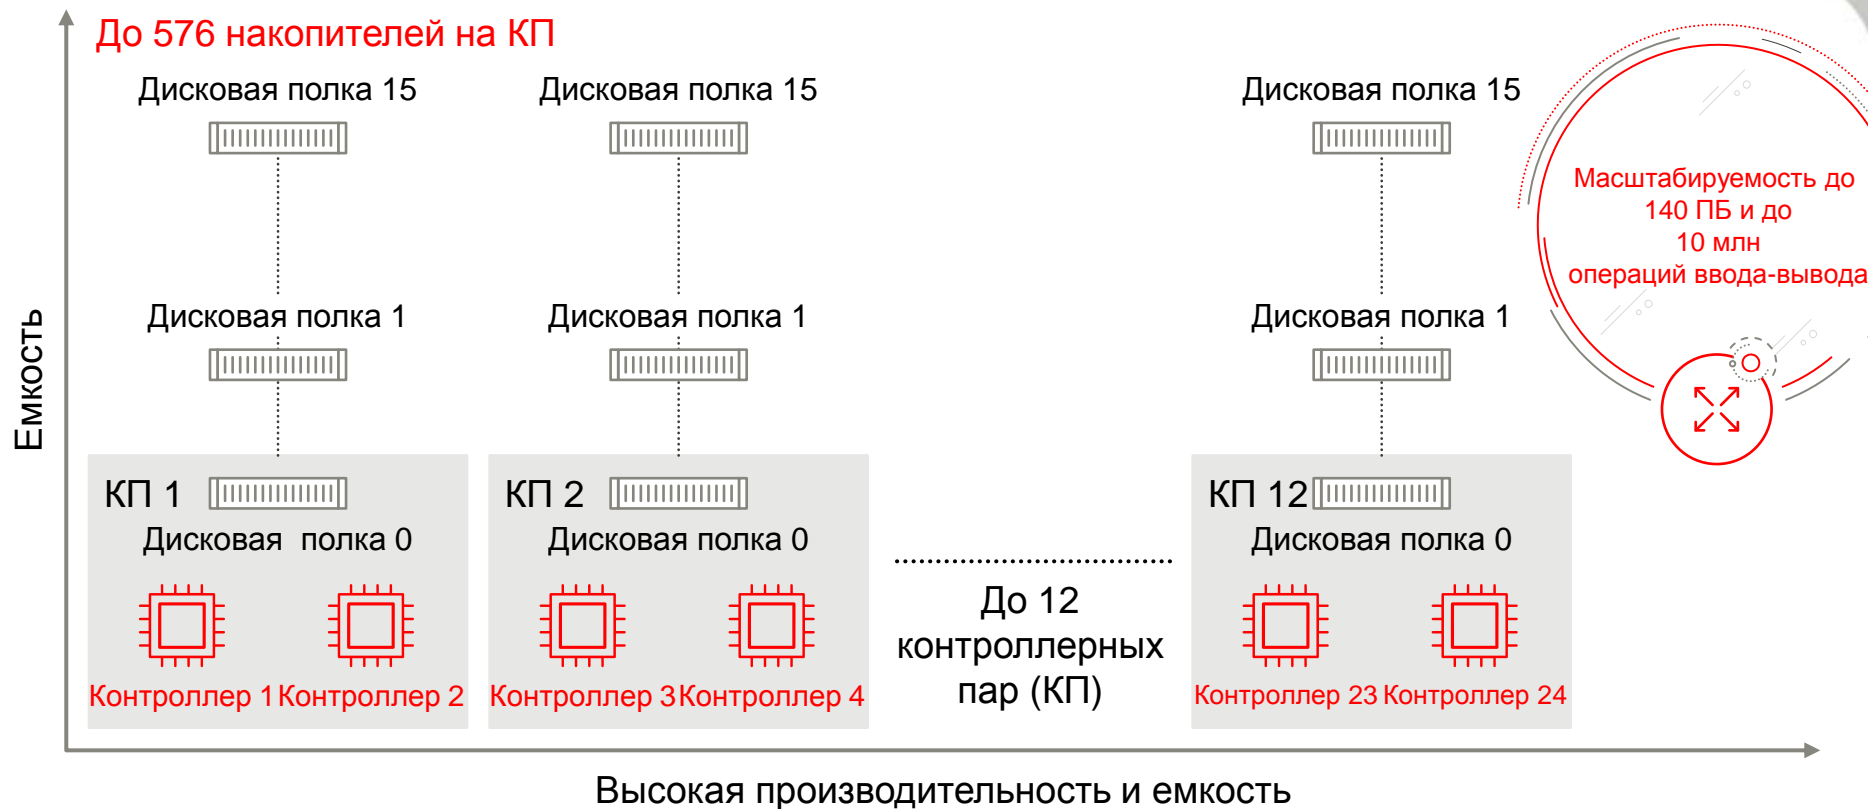 До 576 накопителей на КП
Дисковая полка 15
Дисковая полка 15
Дисковая полка 15
Масштабируемость до
140 ПБ и до
10 млн
операций ввода-вывода
Дисковая полка 1
Дисковая полка 1
Дисковая полка 1
Емкость
КП 1
Дисковая полка 0
Контроллер 1
Контроллер 2
КП 2
Дисковая полка 0
Контроллер 3
Контроллер 4
До 12
контроллерных
пар (КП)
КП 12
Дисковая полка 0
Контроллер 23
Контроллер 24
Высокая производительность и емкость